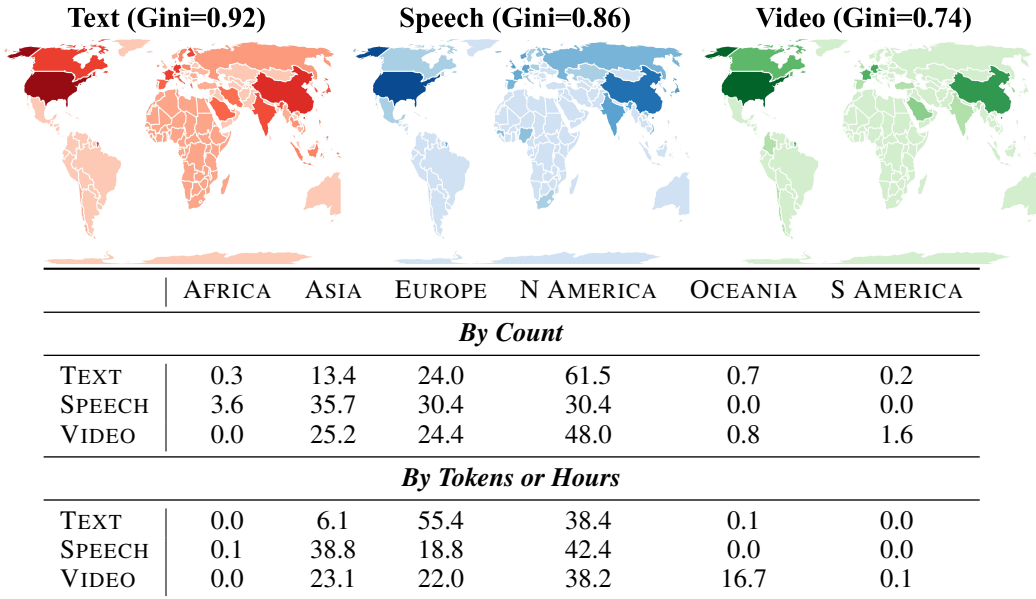 Text (Gini=0.92) Speech (Gini=0.86) Video (Gini=0.74)
AFRICA ASIA EUROPE N AMERICA OCEANIA S AMERICA
By Count
TEXT 0.3 13.4 24.0 61.5 0.7 0.2
SPEECH 3.6 35.7 30.4 30.4 0.0 0.0
VIDEO 0.0 25.2 24.4 48.0 0.8 1.6
By Tokens or Hours
TEXT 0.0 6.1 55.4 38.4 0.1 0.0
SPEECH 0.1 38.8 18.8 42.4 0.0 0.0
VIDEO 0.0 23.1 22.0 38.2 16.7 0.1